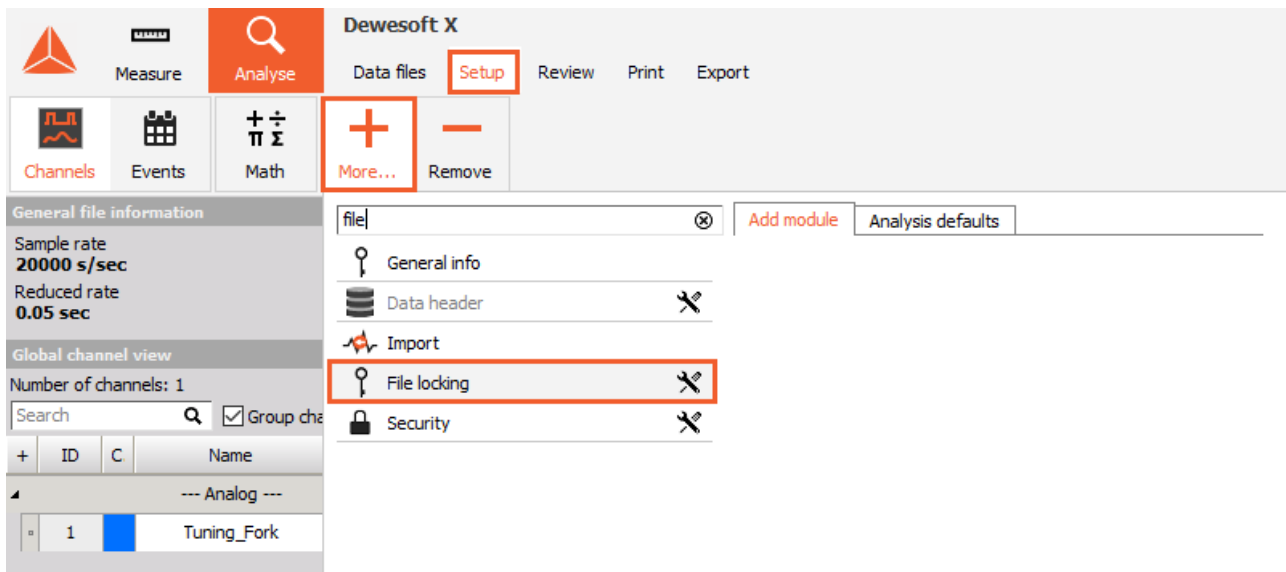 Dewesoft X
Measure
Analyse
Data files Setup Review Print Export
Channels Events Math More... Remove
General file information
Sample rate
20000 s/sec
Reduced rate
0.05 sec
Global channel view
Number of channels: 1
Search Group cha
+ ID C Name
--- Analog ---
1 Tuning_Fork
file Add module Analysis defaults
General info
Data header
Import
File locking
Security